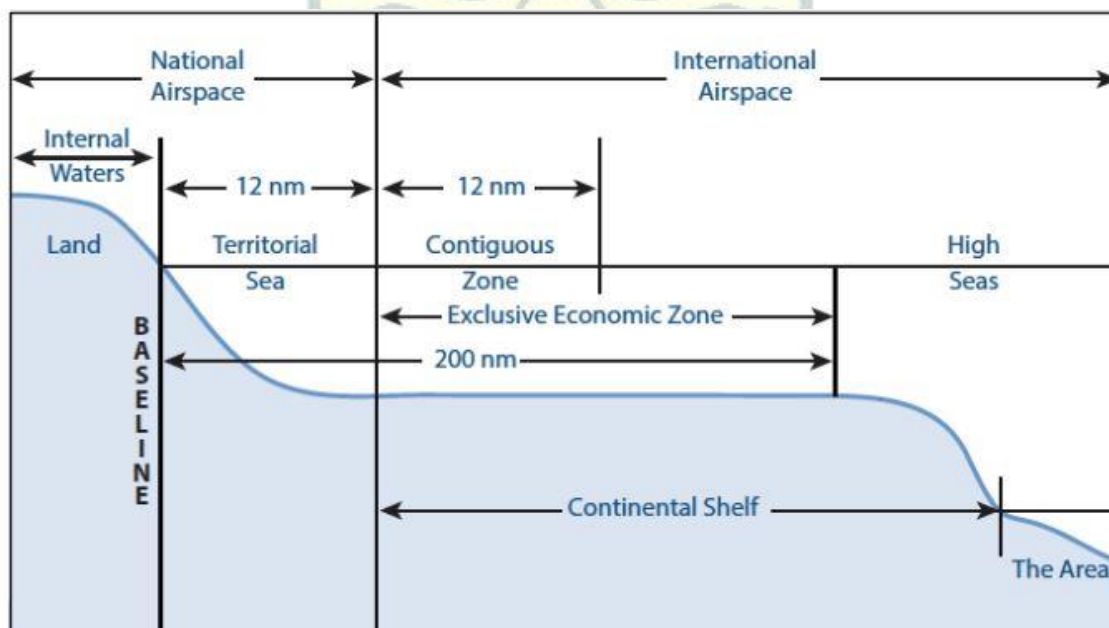 National
Airspace
International
Airspace
Internal
Waters
12 nm
12 nm
Land
Territorial
Sea
Contiguous
Zone
High
Seas
Exclusive Economic Zone
200 nm
BASELINE
Continental Shelf
The Area